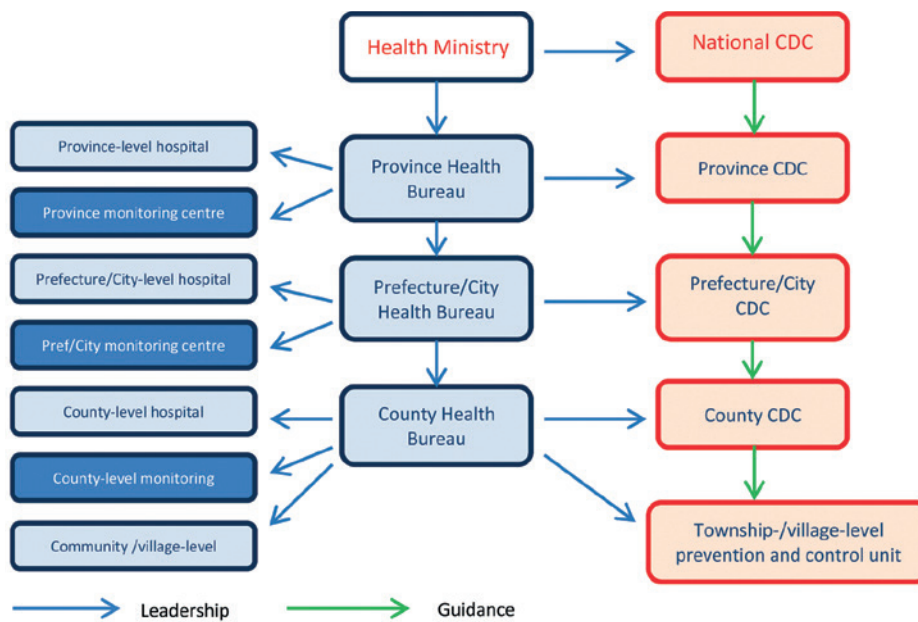 Health Ministry
National CDC
Province-level hospital
Province monitoring centre
Province Health
Bureau
Province CDC
Prefecture/City-level hospital
Pref/City monitoring centre
Prefecture/City
Health Bureau
Prefecture/City
CDC
County-level hospital
County-level monitoring
Community /village-level
County Health
Bureau
County CDC
Township-/village-level
prevention and control unit
Leadership
Guidance